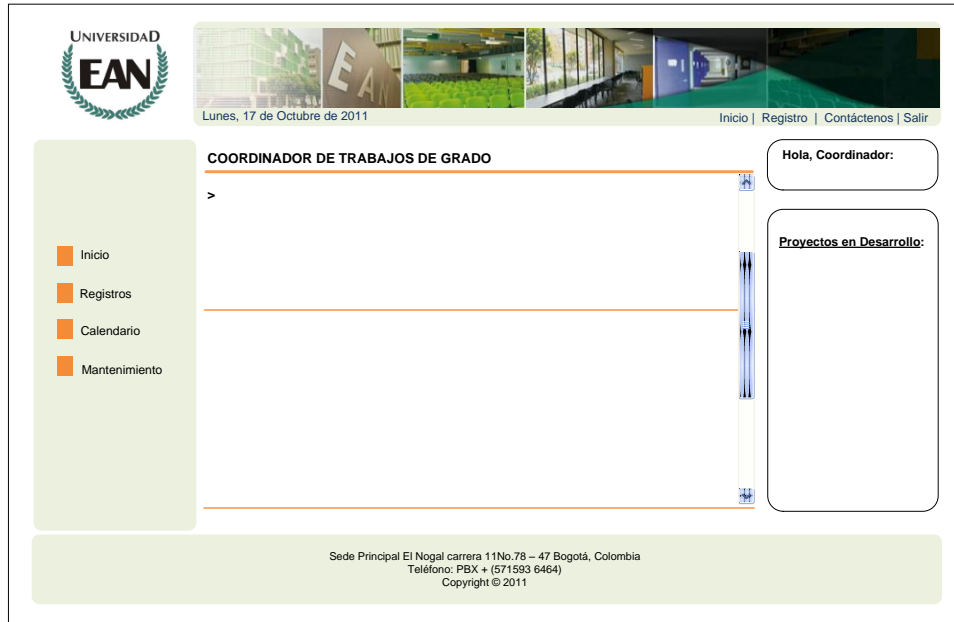 UNIVERSIDAD
EAN
EAN
Lunes, 17 de Octubre de 2011
Inicio | Registro | Contáctenos | Salir
COORDINADOR DE TRABAJOS DE GRADO
Hola, Coordinador:
>
Proyectos en Desarrollo:
Inicio
Registros
Calendario
Mantenimiento
Sede Principal El Nogal carrera 11No.78 – 47 Bogotá, Colombia
Teléfono: PBX + (571593 6464)
Copyright © 2011